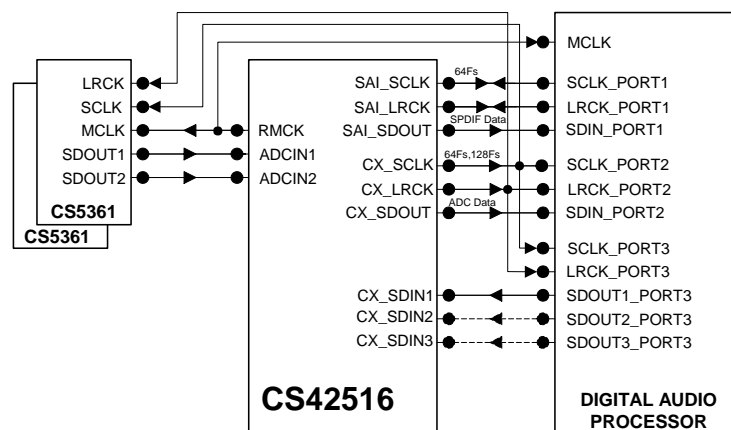 MCLK
LRCK
SCLK
MCLK
SDOUT1
SDOUT2
CS5361
CS5361
RMCK
ADCIN1
ADCIN2
SAI_SCLK
SAI_LRCK
SAI_SDOUT
CX_SCLK
CX_LRCK
CX_SDOUT
CX_SDIN1
CX_SDIN2
CX_SDIN3
CS42516
64Fs
SPDIF Data
64Fs,128Fs
ADC Data
SCLK_PORT1
LRCK_PORT1
SDIN_PORT1
SCLK_PORT2
LRCK_PORT2
SDIN_PORT2
SCLK_PORT3
LRCK_PORT3
SDOUT1_PORT3
SDOUT2_PORT3
SDOUT3_PORT3
DIGITAL AUDIO
PROCESSOR